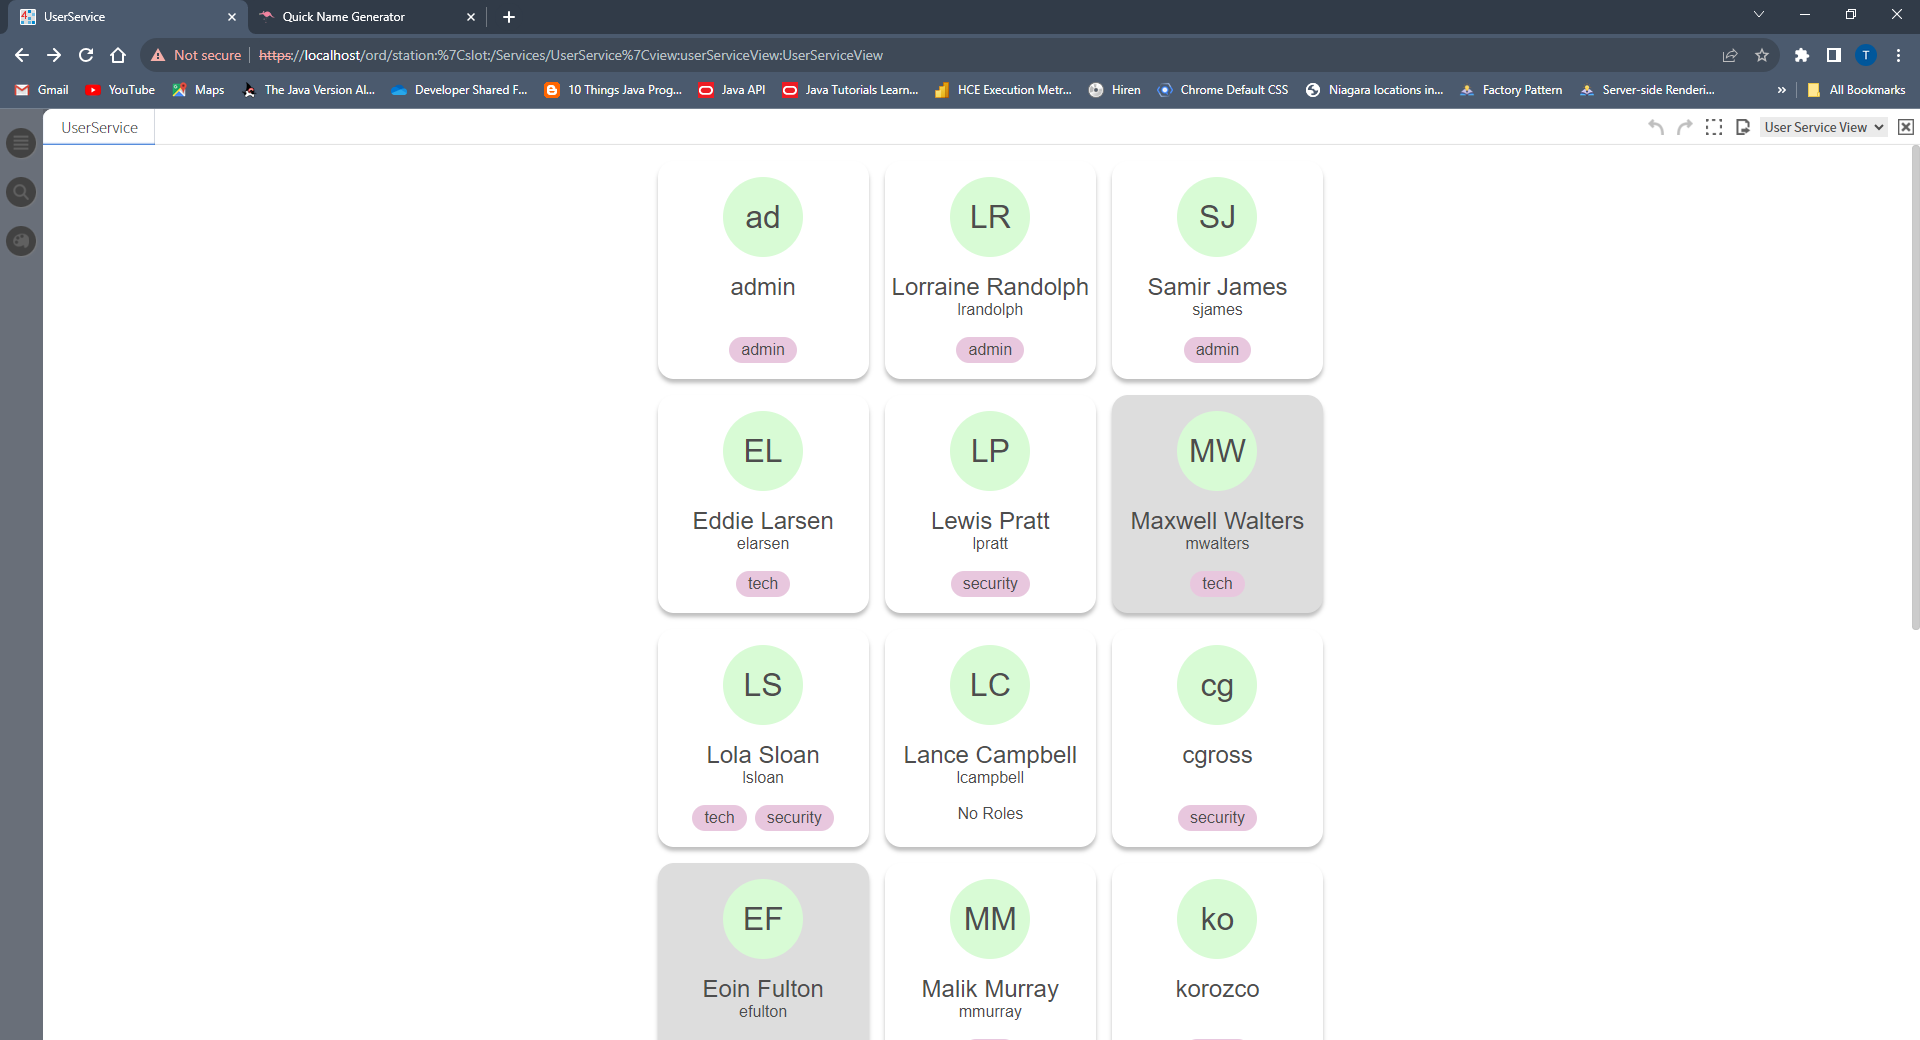 UserService
Quick Name Generator
Not secure
https://localhost/ord/station:%7Cslot:/Services/UserService%7Cview:userServiceView:UserServiceView
T
Gmail
YouTube
Maps
The Java Version Al...
Developer Shared F...
10 Things Java Prog...
Java API
Java Tutorials Learn...
HCE Execution Metr...
Hiren
Chrome Default CSS
Niagara locations in...
Factory Pattern
Server-side Renderi...
»
All Bookmarks
UserService
User Service View
ad
admin
admin
LR
Lorraine Randolph
lrandolph
admin
SJ
Samir James
sjames
admin
EL
Eddie Larsen
elarsen
tech
LP
Lewis Pratt
lpratt
security
MW
Maxwell Walters
mwalters
tech
LS
Lola Sloan
lsloan
tech security
LC
Lance Campbell
lcampbell
No Roles
cg
cgross
security
EF
Eoin Fulton
efulton
MM
Malik Murray
mmurray
ko
korozco